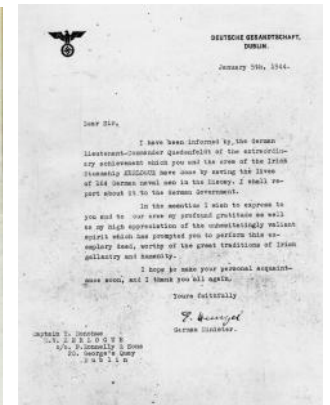 DEUTSCHE GESANDTSCHAFT,
DUBLIN.
January 5th, 1944.
Dear Sir,
I have been informed by the German
Lieutenant-Commander Quedenfeldt of the extraordin-
ary achievement which you and the crew of the Irish
Steamship KERLOGUE have done by saving the lives
of 164 German naval men in the Biscay. I shall re-
port about it to the German Government.
In the meantime I wish to express to
you and to our crew my profound gratitude as well
as my high appreciation of the unhesitatingly valiant
spirit which has prompted you to perform this ex-
emplary deed, worthy of the great traditions of Irish
gallantry and humanity.
I hope to make your personal acquaint-
ance soon, and I thank you all again.
Yours faithfully
E. Hempel
German Minister.
Captain T. Donohue
M.V. KERLOGUE
c/o. P. Donnelly & Sons
George's Quay
Dublin